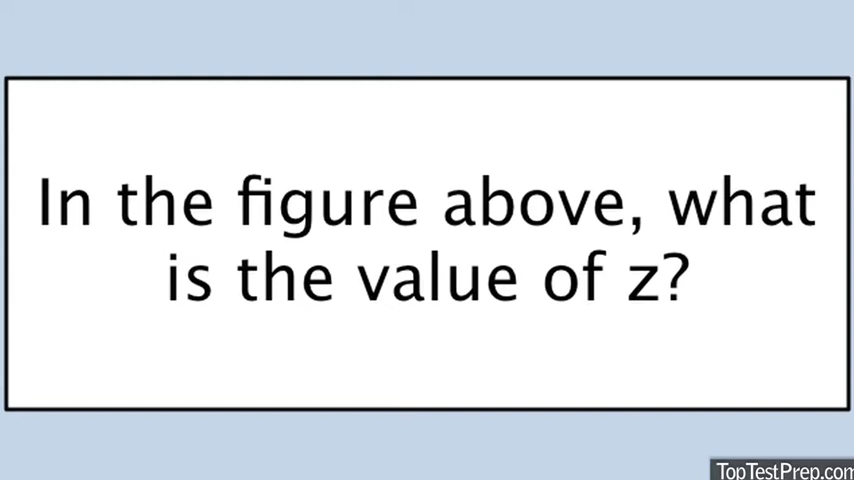 In the figure above, what
is the value of z?
TopTestPrep.com